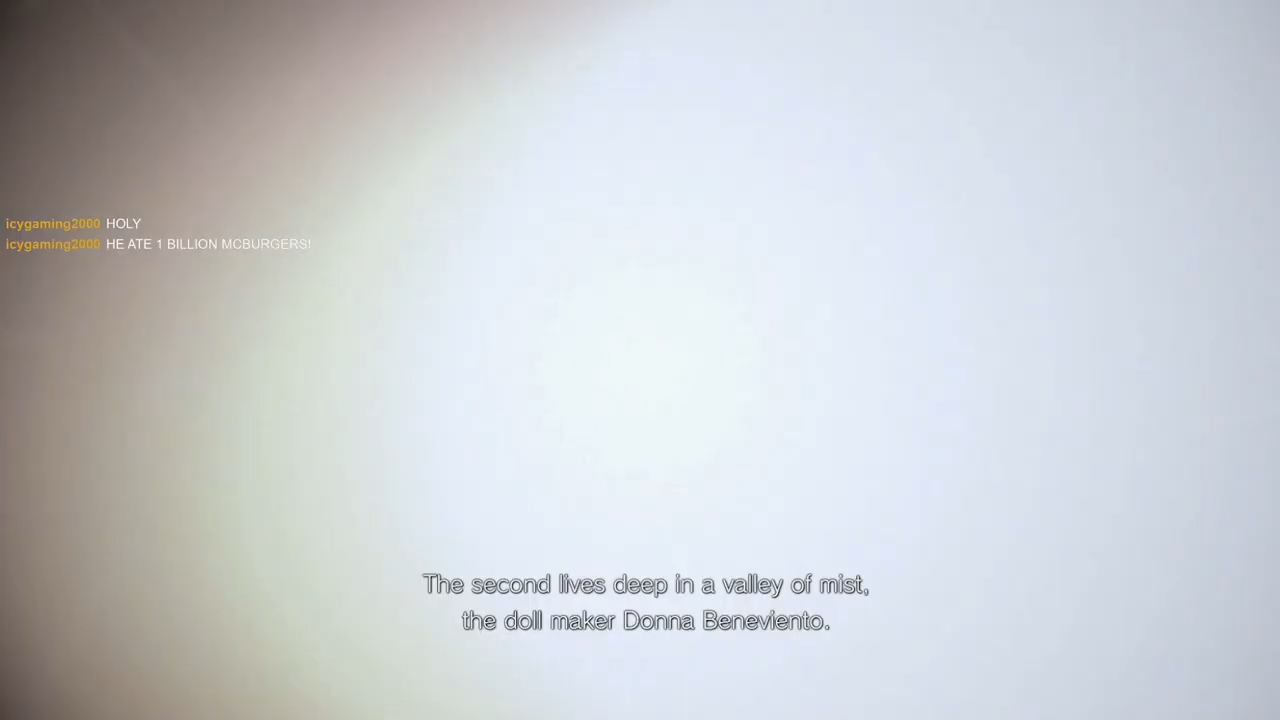 icygaming2000 HOLY
icygaming2000 HE ATE 1 BILLION MCBURGERS!
The second lives deep in a valley of mist,
the doll maker Donna Beneviento.